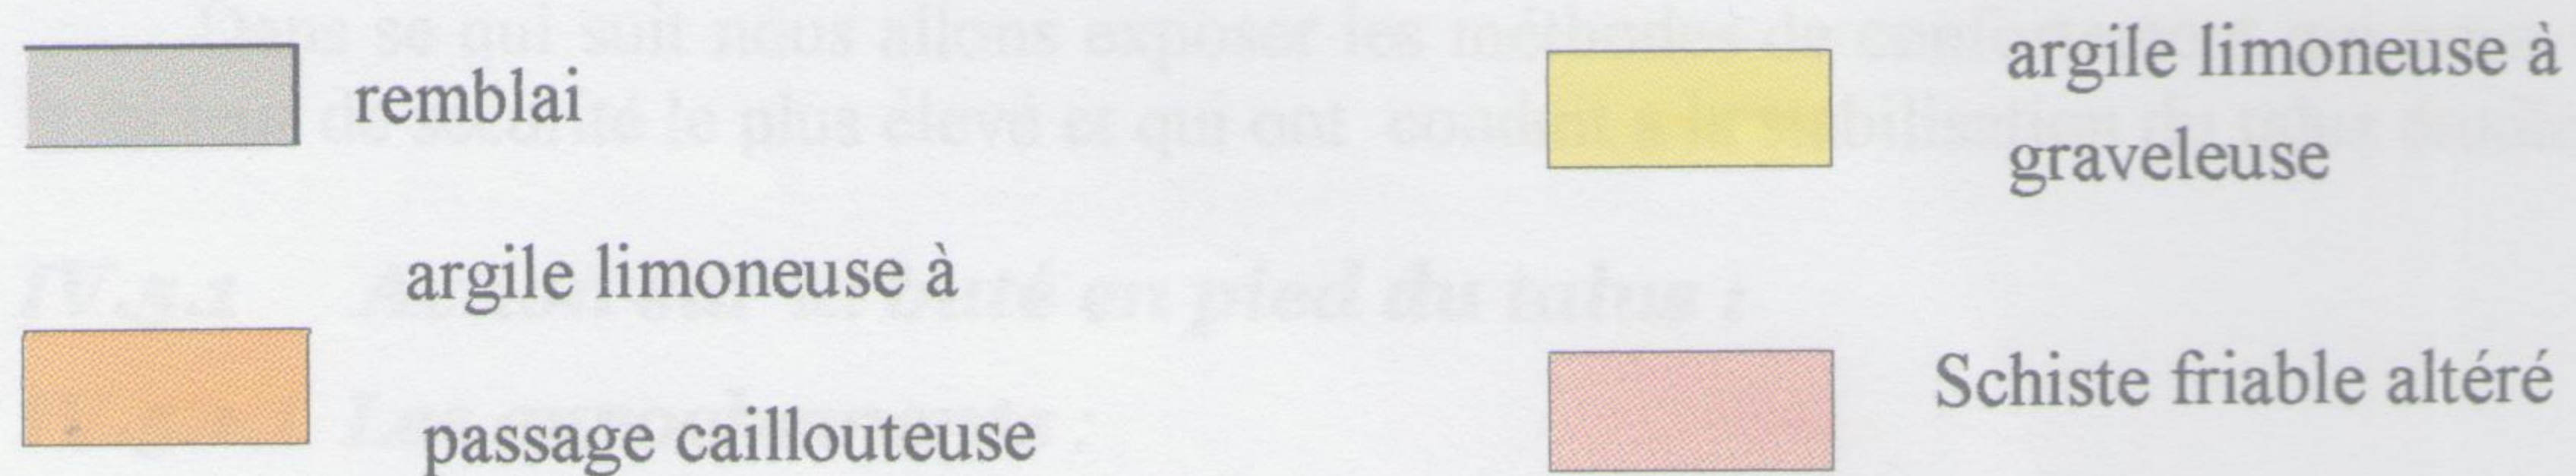 remblai
argile limoneuse à
graveleuse
argile limoneuse à
passage caillouteuse
Schiste friable altéré